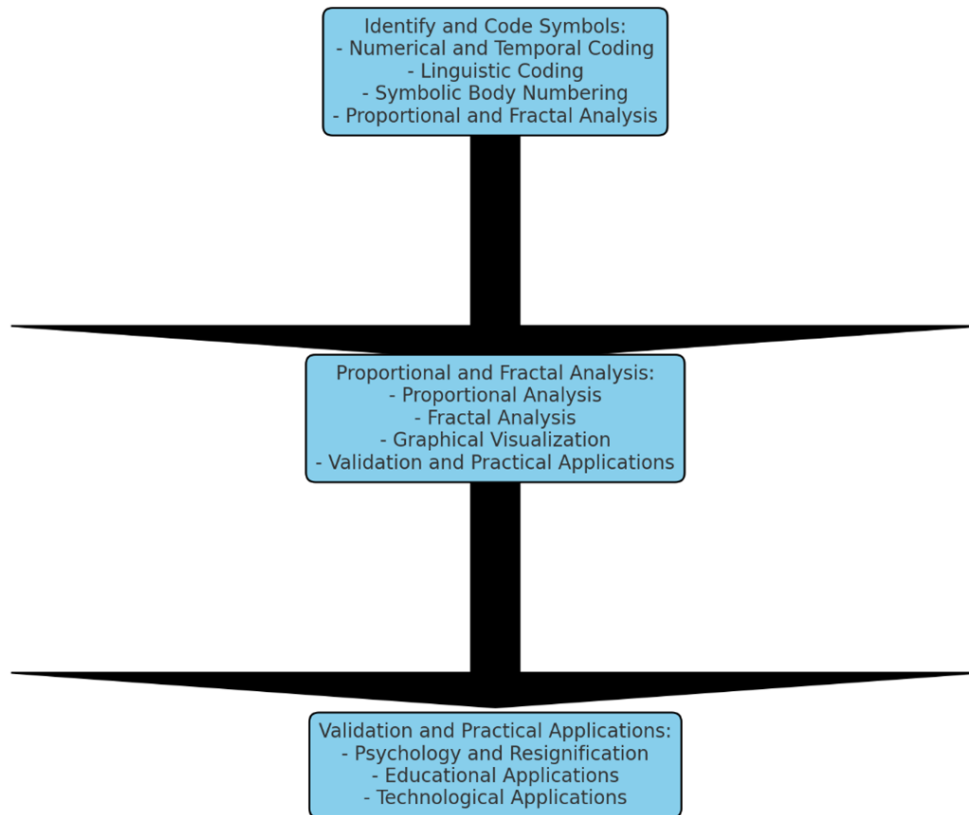 Identify and Code Symbols:
- Numerical and Temporal Coding
- Linguistic Coding
- Symbolic Body Numbering
- Proportional and Fractal Analysis
Proportional and Fractal Analysis:
- Proportional Analysis
- Fractal Analysis
- Graphical Visualization
- Validation and Practical Applications
Validation and Practical Applications:
- Psychology and Resignification
- Educational Applications
- Technological Applications